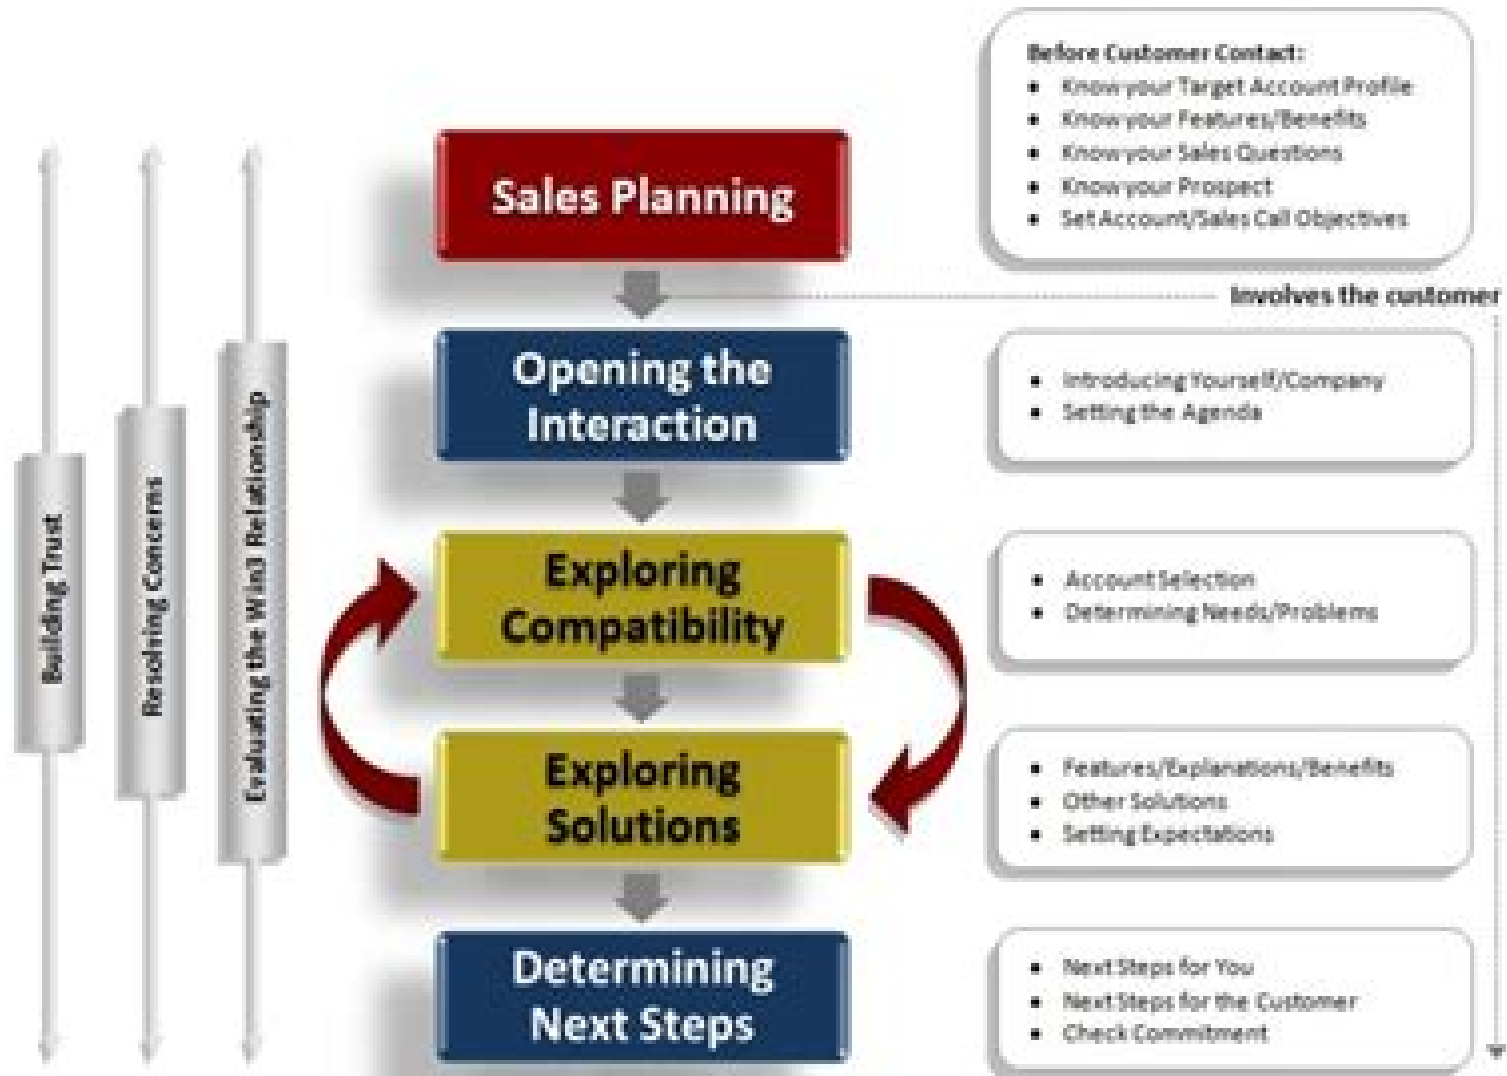 Before Customer Contact:
Know your Target Account Profile
Know your Features/Benefits
Know your Sales Questions
Know your Prospect
Set Account/Sales Call Objectives
Sales Planning
Involves the customer
Opening the
Interaction
Introducing Yourself/Company
Setting the Agenda
Exploring
Compatibility
Account Selection
Determining Needs/Problems
Exploring
Solutions
Features/Explanations/Benefits
Other Solutions
Setting Expectations
Determining
Next Steps
Next Steps for You
Next Steps for the Customer
Check Commitment
Building Trust
Resolving Concerns
Evaluating the Win3 Relationship